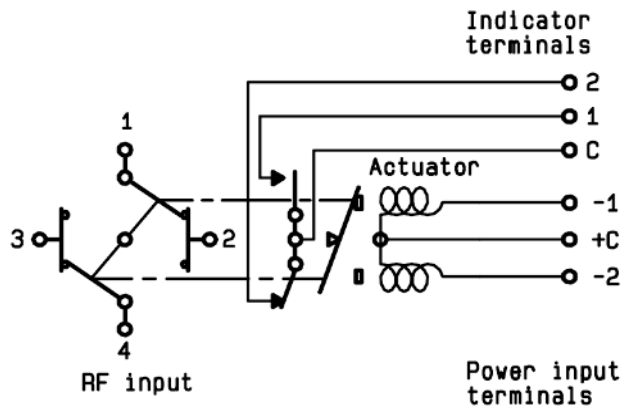 Indicator
terminals
2
1
C
1
Actuator
-1
3
2
+C
-2
4
RF input
Power input
terminals